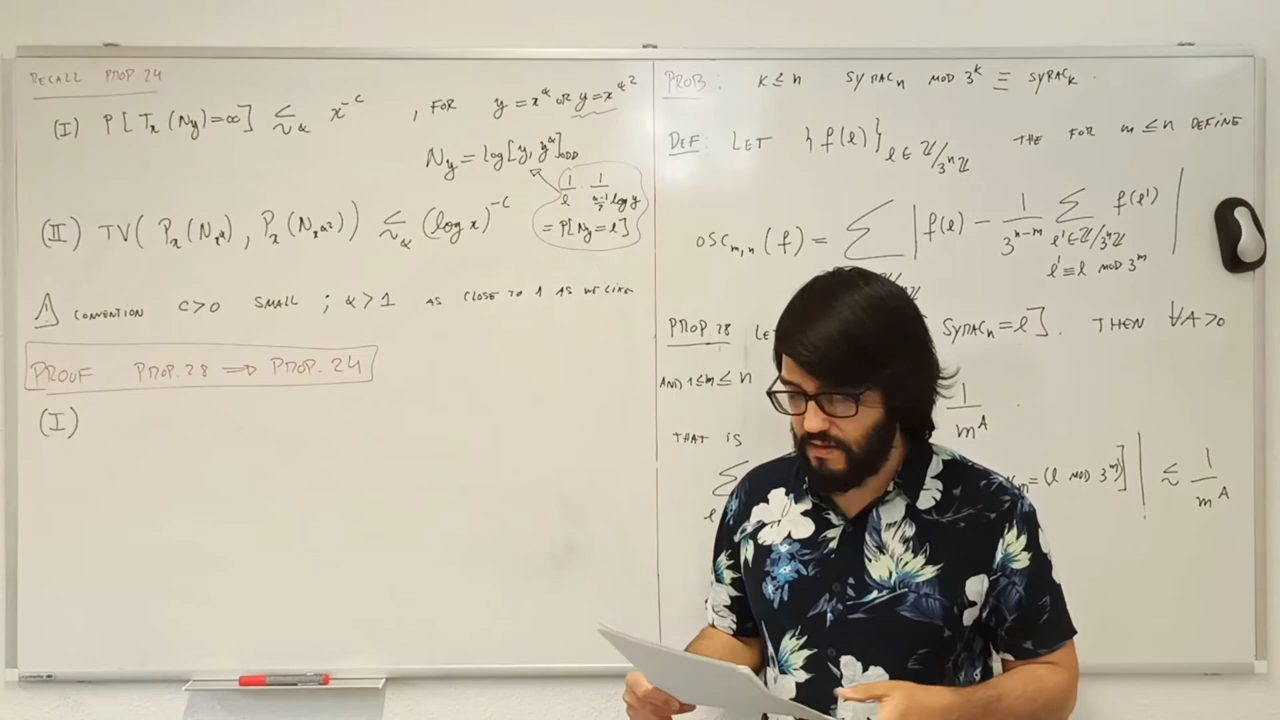 RECALL PROP. 24
(I) P[T_x(N_y)=∞] ≲_α x^{-c} , FOR y = x^α OR y = x^{α^2}
N_y = log[y, y^α]_{ODD}
1/ℓ · 1/(α-1/2 log y)
= P[N_y = ℓ]
(II) TV(P_x(N_{x^α}), P_x(N_{x^{α^2}})) ≲_α (log x)^{-c}
⚠ CONVENTION C>0 SMALL ; α>1 AS CLOSE TO 1 AS WE LIKE
PROOF PROP. 28 ⟹ PROP. 24
(I)
PROB: K ≤ n SYRAC_n MOD 3^k ≡ SYRAC_k .
DEF: LET {f(ℓ)}_{ℓ∈ℤ/3^nℤ} THE FOR m ≤ n DEFINE
OSC_{m,n}(f) = ∑ | f(ℓ) - 1/3^{n-m} ∑_{ℓ'∈ℤ/3^nℤ ℓ'≡ℓ MOD 3^m} f(ℓ') |
PROP. 28 LE SYRAC_n = ℓ] . THEN ∀A>0
AND 1≤m≤n 1/m^A
THAT IS
∑ = (ℓ MOD 3^m)] | ≲ 1/m^A